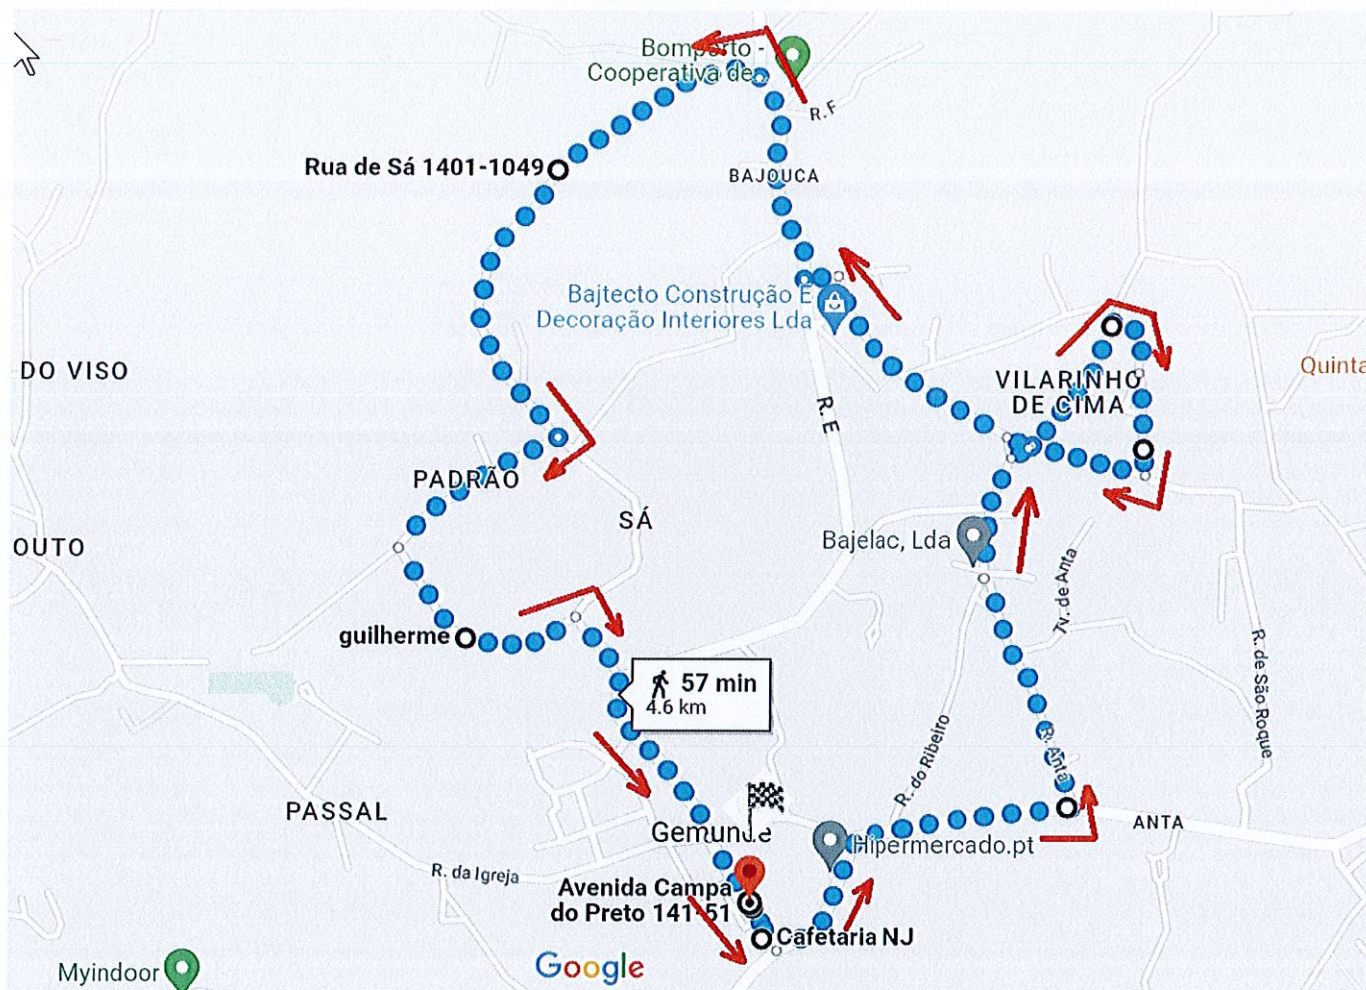 Bomporto -
Cooperativa de
R.F
Rua de Sá 1401-1049
BAJOUCA
Bajtecto Construção E
Decoração Interiores Lda
DO VISO
Quinta
VILARINHO
DE CIMA
R. E
PADRÃO
SÁ
OUTO
Bajelac, Lda
Tv. de Anta
guilherme
R. de São Roque
57 min
4.6 km
R. do Ribeiro
R. Anta
PASSAL
Gemunde
Hipermercado.pt
ANTA
R. da Igreja
Avenida Campa
do Preto 141-51
Cafetaria NJ
Google
Myindoor